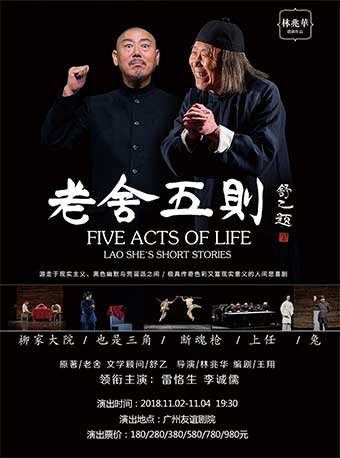 林兆華
戲劇作品
老舍五則
舒乙题
FIVE ACTS OF LIFE
LAO SHE'S SHORT STORIES
游走于现实主义、黑色幽默与荒诞派之间 / 极具传奇色彩又富现实意义的人间悲喜剧
柳家大院 / 也是三角 / 断魂枪 / 上任 / 兔
原著/老舍 文学顾问/舒乙 导演/林兆华 编剧/王翔
领衔主演：雷恪生 李诚儒
演出时间：2018.11.02-11.04 19:30
演出地点：广州友谊剧院
演出票价：180/280/380/580/780/980元